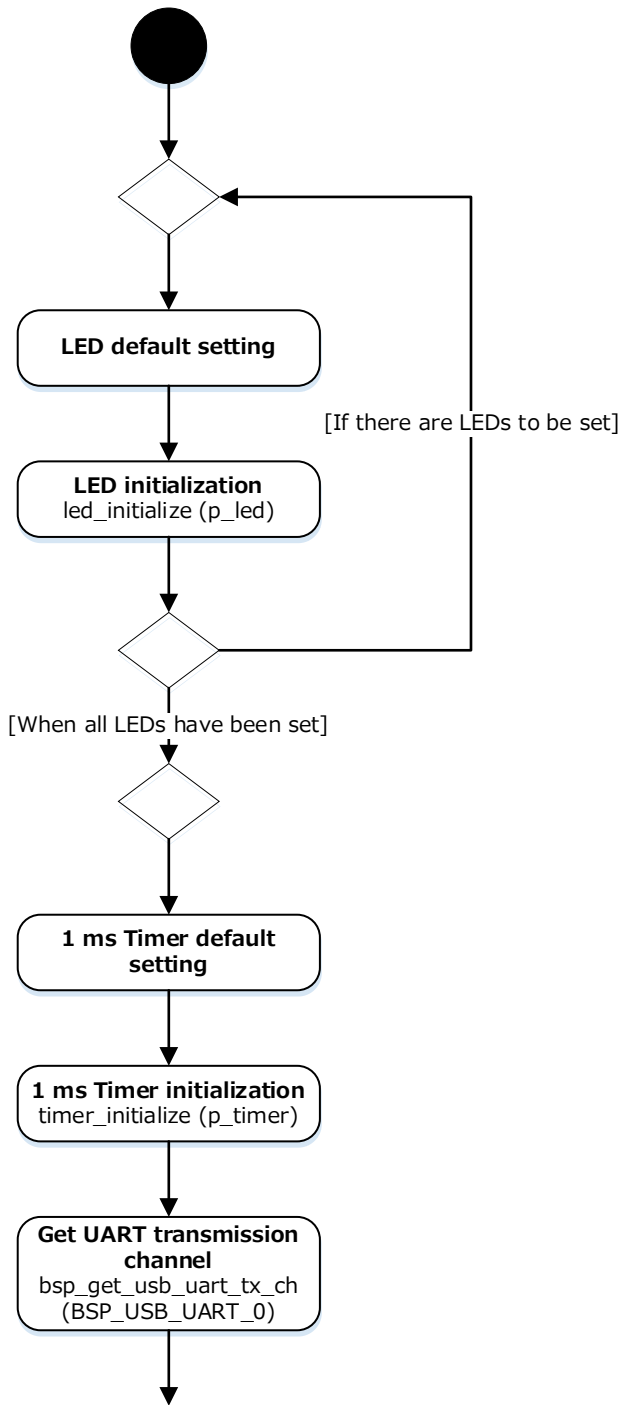 LED default setting
[If there are LEDs to be set]
LED initialization
led_initialize (p_led)
[When all LEDs have been set]
1 ms Timer default
setting
1 ms Timer initialization
timer_initialize (p_timer)
Get UART transmission
channel
bsp_get_usb_uart_tx_ch
(BSP_USB_UART_0)